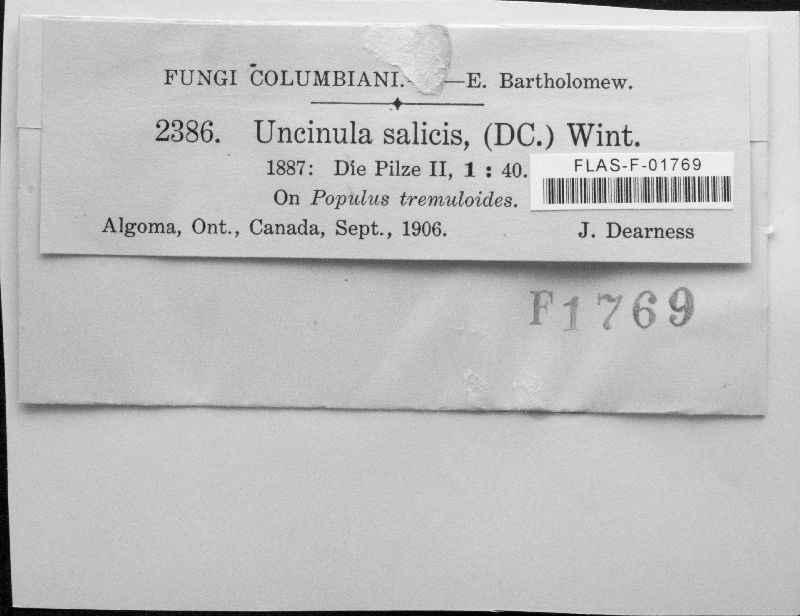 FUNGI COLUMBIANI.——E. Bartholomew.
2386. Uncinula salicis, (DC.) Wint.
1887: Die Pilze II, 1 : 40.
FLAS-F-01769
On Populus tremuloides.
Algoma, Ont., Canada, Sept., 1906. J. Dearness
F1769